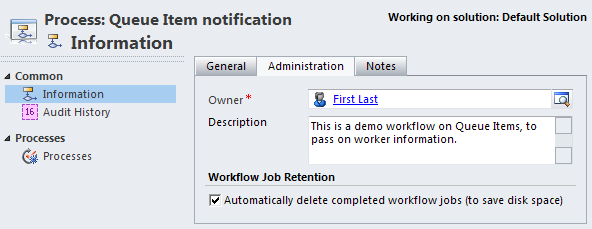 Process: Queue Item notification
Information
Working on solution: Default Solution
Common
Information
16 Audit History
Processes
Processes
General Administration Notes
Owner * First Last
Description This is a demo workflow on Queue Items, to
pass on worker information.
Workflow Job Retention
Automatically delete completed workflow jobs (to save disk space)